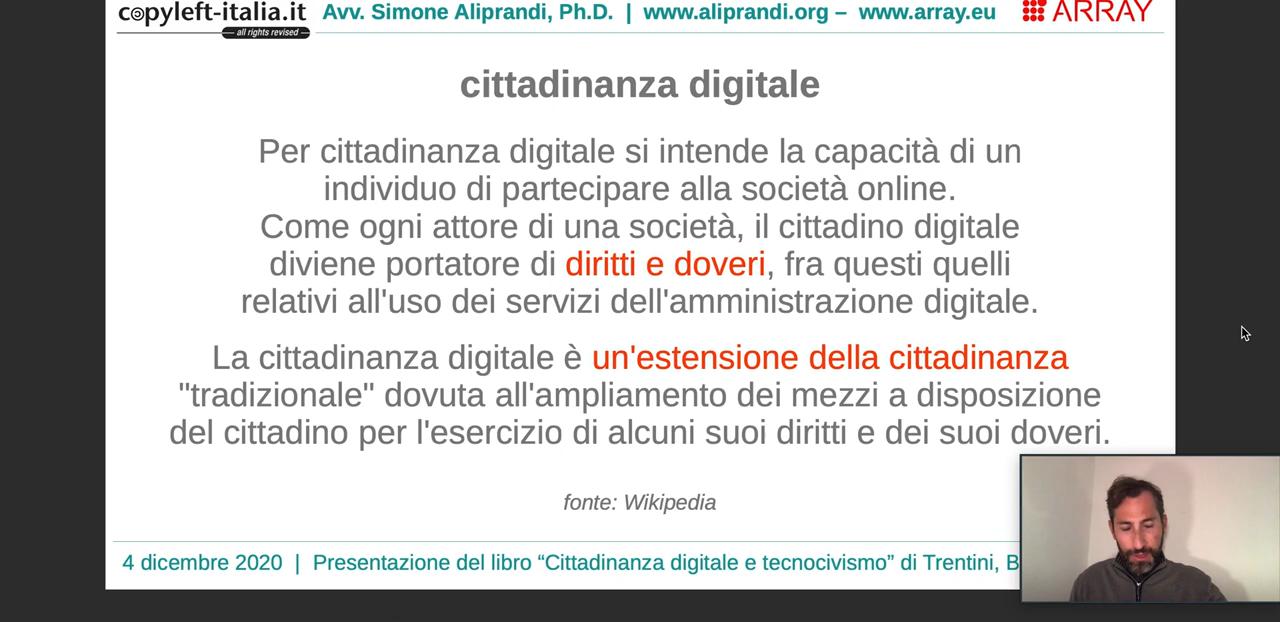 copyleft-italia.it
all rights revised
Avv. Simone Aliprandi, Ph.D. | www.aliprandi.org – www.array.eu
ARRAY
cittadinanza digitale
Per cittadinanza digitale si intende la capacità di un
individuo di partecipare alla società online.
Come ogni attore di una società, il cittadino digitale
diviene portatore di diritti e doveri, fra questi quelli
relativi all'uso dei servizi dell'amministrazione digitale.
La cittadinanza digitale è un'estensione della cittadinanza
"tradizionale" dovuta all'ampliamento dei mezzi a disposizione
del cittadino per l'esercizio di alcuni suoi diritti e dei suoi doveri.
fonte: Wikipedia
4 dicembre 2020 | Presentazione del libro “Cittadinanza digitale e tecnocivismo” di Trentini, B